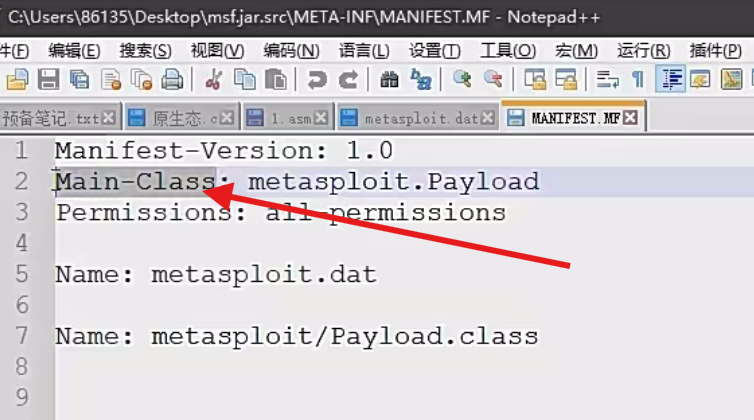 C:\Users\86135\Desktop\msf.jar.src\META-INF\MANIFEST.MF - Notepad++
件(F) 编辑(E) 搜索(S) 视图(V) 编码(N) 语言(L) 设置(T) 工具(O) 宏(M) 运行(R) 插件(P)
预备笔记.txt 原生态.c 1.asm metasploit.dat MANIFEST.MF
1 Manifest-Version: 1.0
2 Main-Class: metasploit.Payload
3 Permissions: all-permissions
4
5 Name: metasploit.dat
6
7 Name: metasploit/Payload.class
8
9